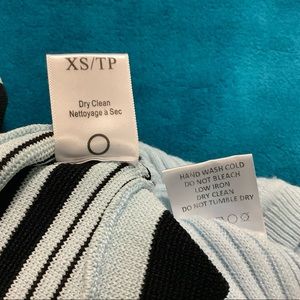 XS/TP
Dry Clean
Nettoyage a Sec
HAND WASH COLD
DO NOT BLEACH
LOW IRON
DRY CLEAN
DO NOT TUMBLE DRY